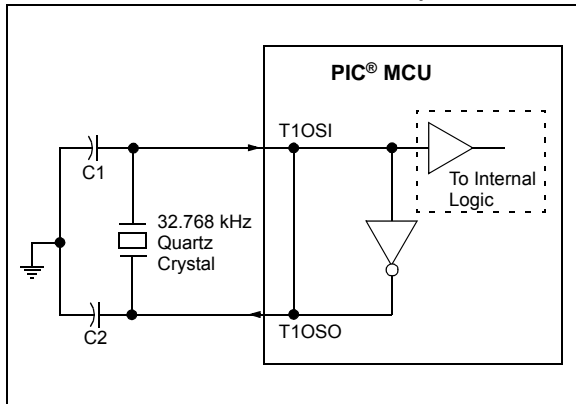 PIC® MCU
T1OSI
C1
To Internal
Logic
32.768 kHz
Quartz
Crystal
T1OSO
C2